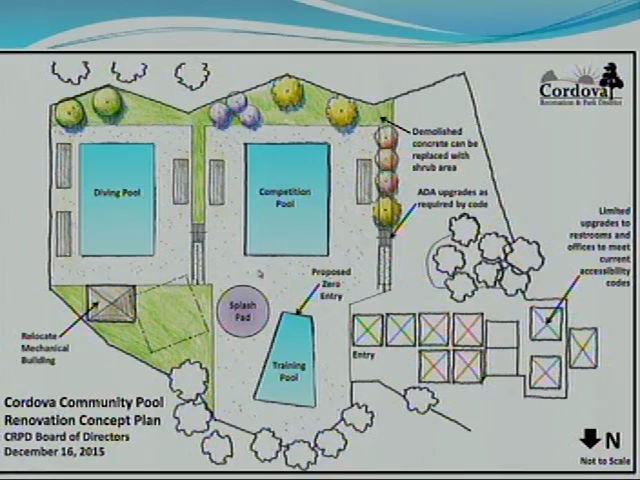 Cordova
Recreation & Park District
Demolished
concrete can be
replaced with
shrub area
Diving Pool
Competition
Pool
ADA upgrades as
required by code
Limited
upgrades to
restrooms and
offices to meet
current
accessibility
codes
Proposed
Zero
Entry
Splash
Pad
Relocate
Mechanical
Building
Entry
Training
Pool
Cordova Community Pool
Renovation Concept Plan
CRPD Board of Directors
December 16, 2015
N
Not to Scale